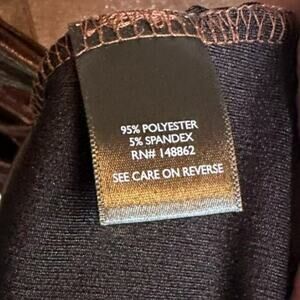 95% POLYESTER
5% SPANDEX
RN# 148862
SEE CARE ON REVERSE